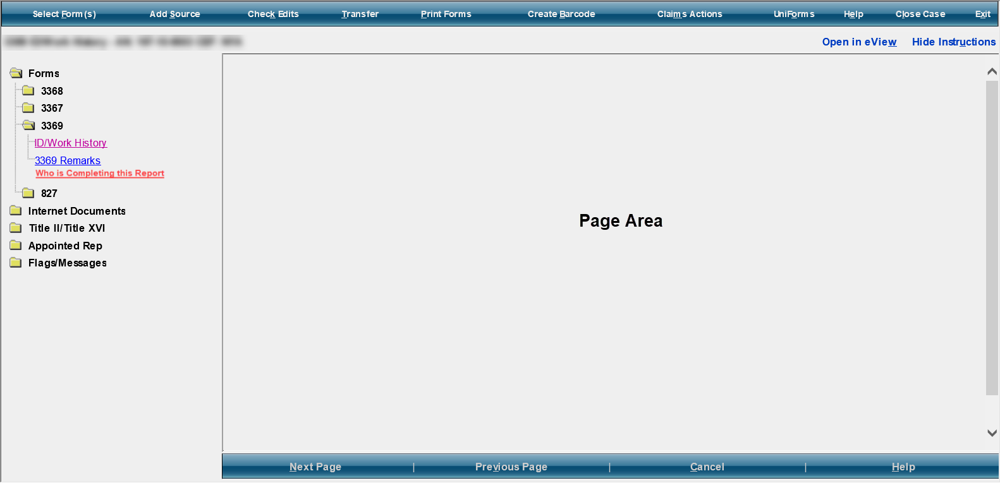 Select Form(s) Add Source Check Edits Transfer Print Forms Create Barcode Claims Actions UniForms Help Close Case Exit
Open in eView Hide Instructions
Forms
3368
3367
3369
ID/Work History
3369 Remarks
Who is Completing this Report
827
Internet Documents
Title II/Title XVI
Appointed Rep
Flags/Messages
Page Area
Next Page | Previous Page | Cancel | Help